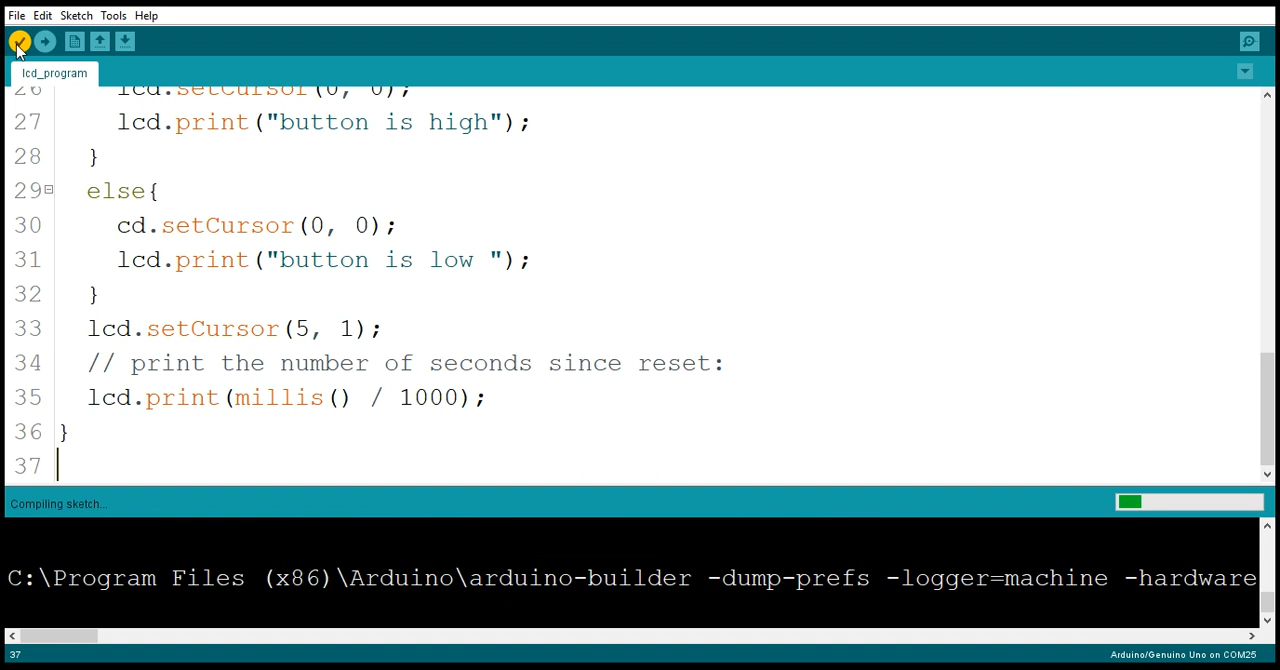 File Edit Sketch Tools Help
lcd_program
26 lcd.setCursor(0, 0);
27 lcd.print("button is high");
28 }
29 else{
30 cd.setCursor(0, 0);
31 lcd.print("button is low ");
32 }
33 lcd.setCursor(5, 1);
34 // print the number of seconds since reset:
35 lcd.print(millis() / 1000);
36 }
37
Compiling sketch...
C:\Program Files (x86)\Arduino\arduino-builder -dump-prefs -logger=machine -hardware
37 Arduino/Genuino Uno on COM25